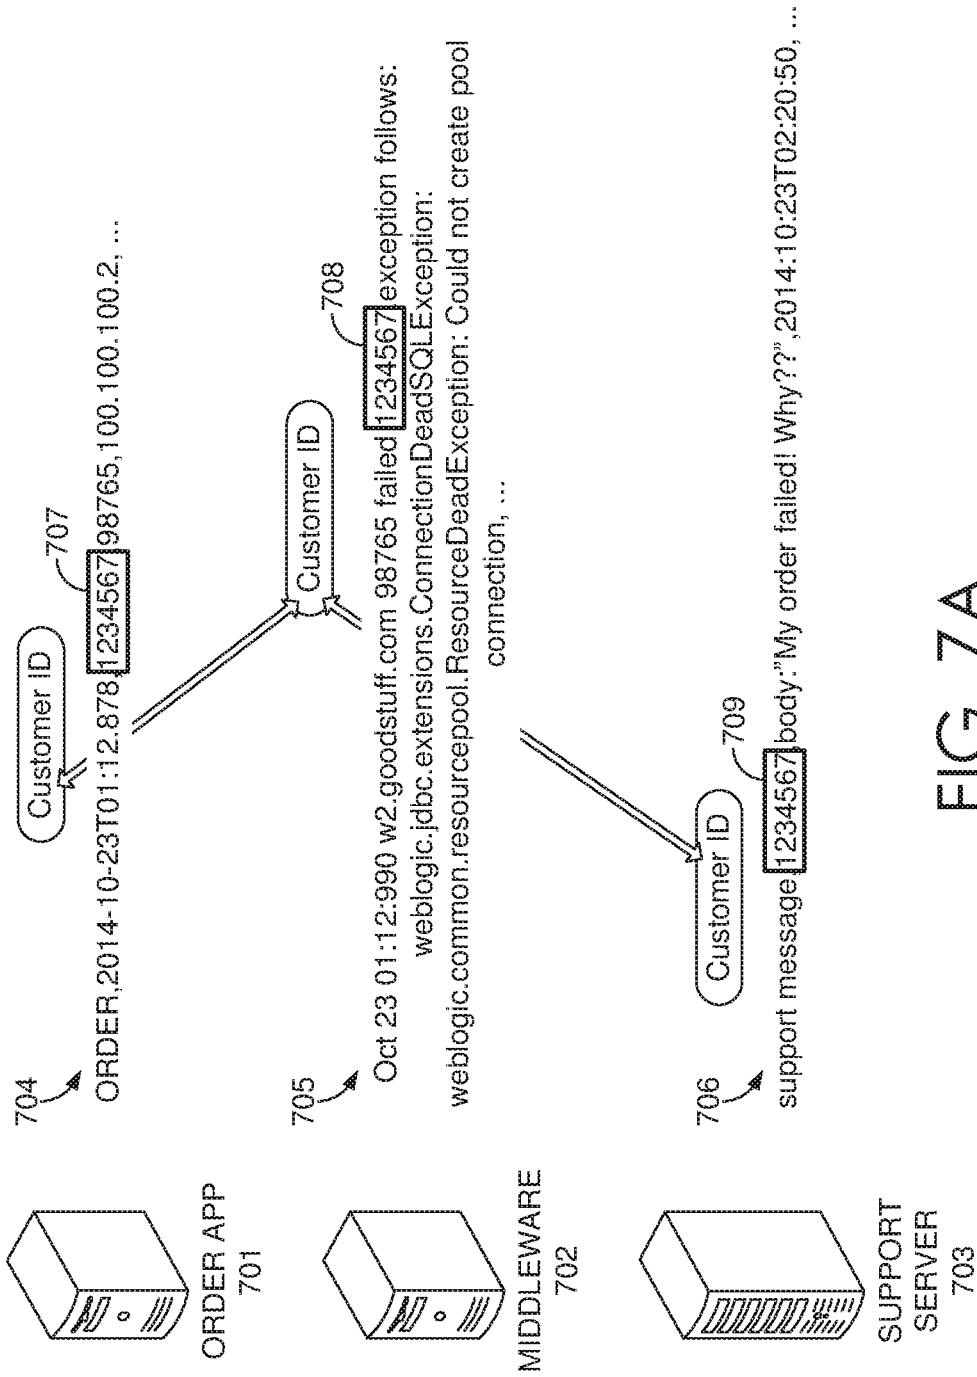 704
Customer ID
707
ORDER,2014-10-23T01:12.878,1234567,98765,100.100.100.2, ...
ORDER APP
701
705
Customer ID
708
Oct 23 01:12:990 w2.goodstuff.com 98765 failed 1234567,exception follows:
weblogic.jdbc.extensions.ConnectionDeadSQLException:
weblogic.common.resourcepool.ResourceDeadException: Could not create pool
connection, ...
MIDDLEWARE
702
706
Customer ID
709
support message,1234567,body:”My order failed! Why??”,2014:10:23T02:20:50, ...
SUPPORT
SERVER
703
FIG. 7A